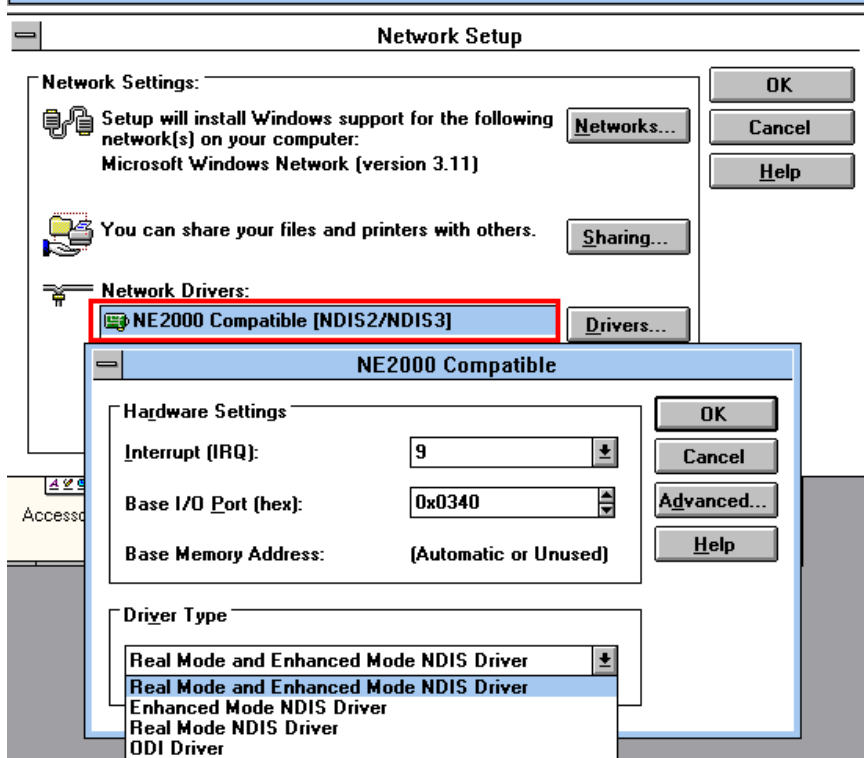 Network Setup
Network Settings:
Setup will install Windows support for the following
network(s) on your computer:
Microsoft Windows Network (version 3.11)
Networks...
OK
Cancel
Help
You can share your files and printers with others.
Sharing...
Network Drivers:
NE2000 Compatible [NDIS2/NDIS3]
Drivers...
NE2000 Compatible
Hardware Settings
Interrupt (IRQ):
9
Base I/O Port (hex):
0x0340
Base Memory Address:
(Automatic or Unused)
OK
Cancel
Advanced...
Help
Driver Type
Real Mode and Enhanced Mode NDIS Driver
Real Mode and Enhanced Mode NDIS Driver
Enhanced Mode NDIS Driver
Real Mode NDIS Driver
ODI Driver